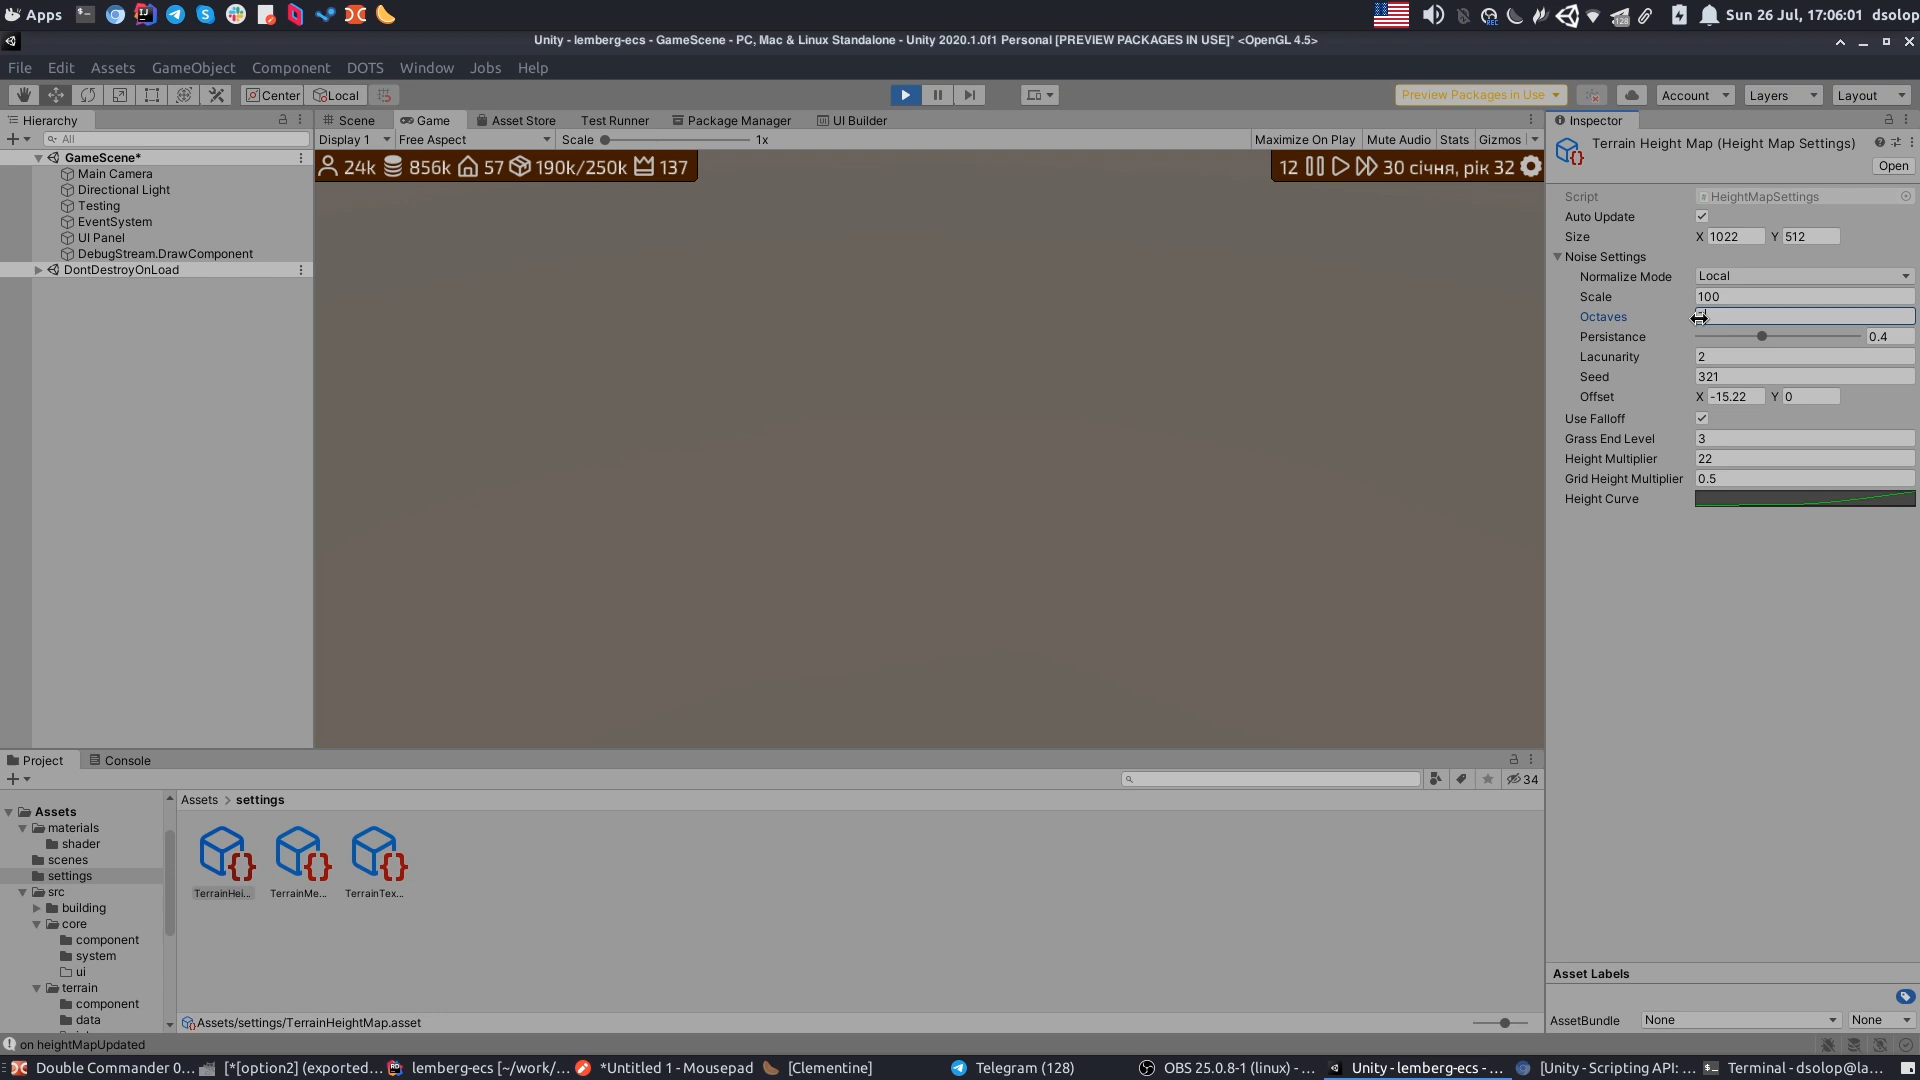 Apps
128
Sun 26 Jul, 17:06:01 dsolop
Unity - lemberg-ecs - GameScene - PC, Mac & Linux Standalone - Unity 2020.1.0f1 Personal [PREVIEW PACKAGES IN USE]* <OpenGL 4.5>
File Edit Assets GameObject Component DOTS Window Jobs Help
Center Local Preview Packages in Use Account Layers Layout
Hierarchy
All
GameScene*
Main Camera
Directional Light
Testing
EventSystem
UI Panel
DebugStream.DrawComponent
DontDestroyOnLoad
Scene Game Asset Store Test Runner Package Manager UI Builder
Display 1 Free Aspect Scale 1x Maximize On Play Mute Audio Stats Gizmos
24k 856k 57 190k/250k 137
12 30 січня, рік 32
Inspector
Terrain Height Map (Height Map Settings)
Open
Script HeightMapSettings
Auto Update
Size X 1022 Y 512
Noise Settings
Normalize Mode Local
Scale 100
Octaves
Persistance 0.4
Lacunarity 2
Seed 321
Offset X -15.22 Y 0
Use Falloff
Grass End Level 3
Height Multiplier 22
Grid Height Multiplier 0.5
Height Curve
Project Console
34
Assets
materials
shader
scenes
settings
src
building
core
component
system
ui
terrain
component
data
Assets > settings
TerrainHei... TerrainMe... TerrainTex...
Assets/settings/TerrainHeightMap.asset
Asset Labels
AssetBundle None None
on heightMapUpdated
Double Commander 0... [*[option2] (exported... lemberg-ecs [~/work/... *Untitled 1 - Mousepad [Clementine] Telegram (128) OBS 25.0.8-1 (linux) - ... Unity - lemberg-ecs - ... [Unity - Scripting API: ... Terminal - dsolop@la...